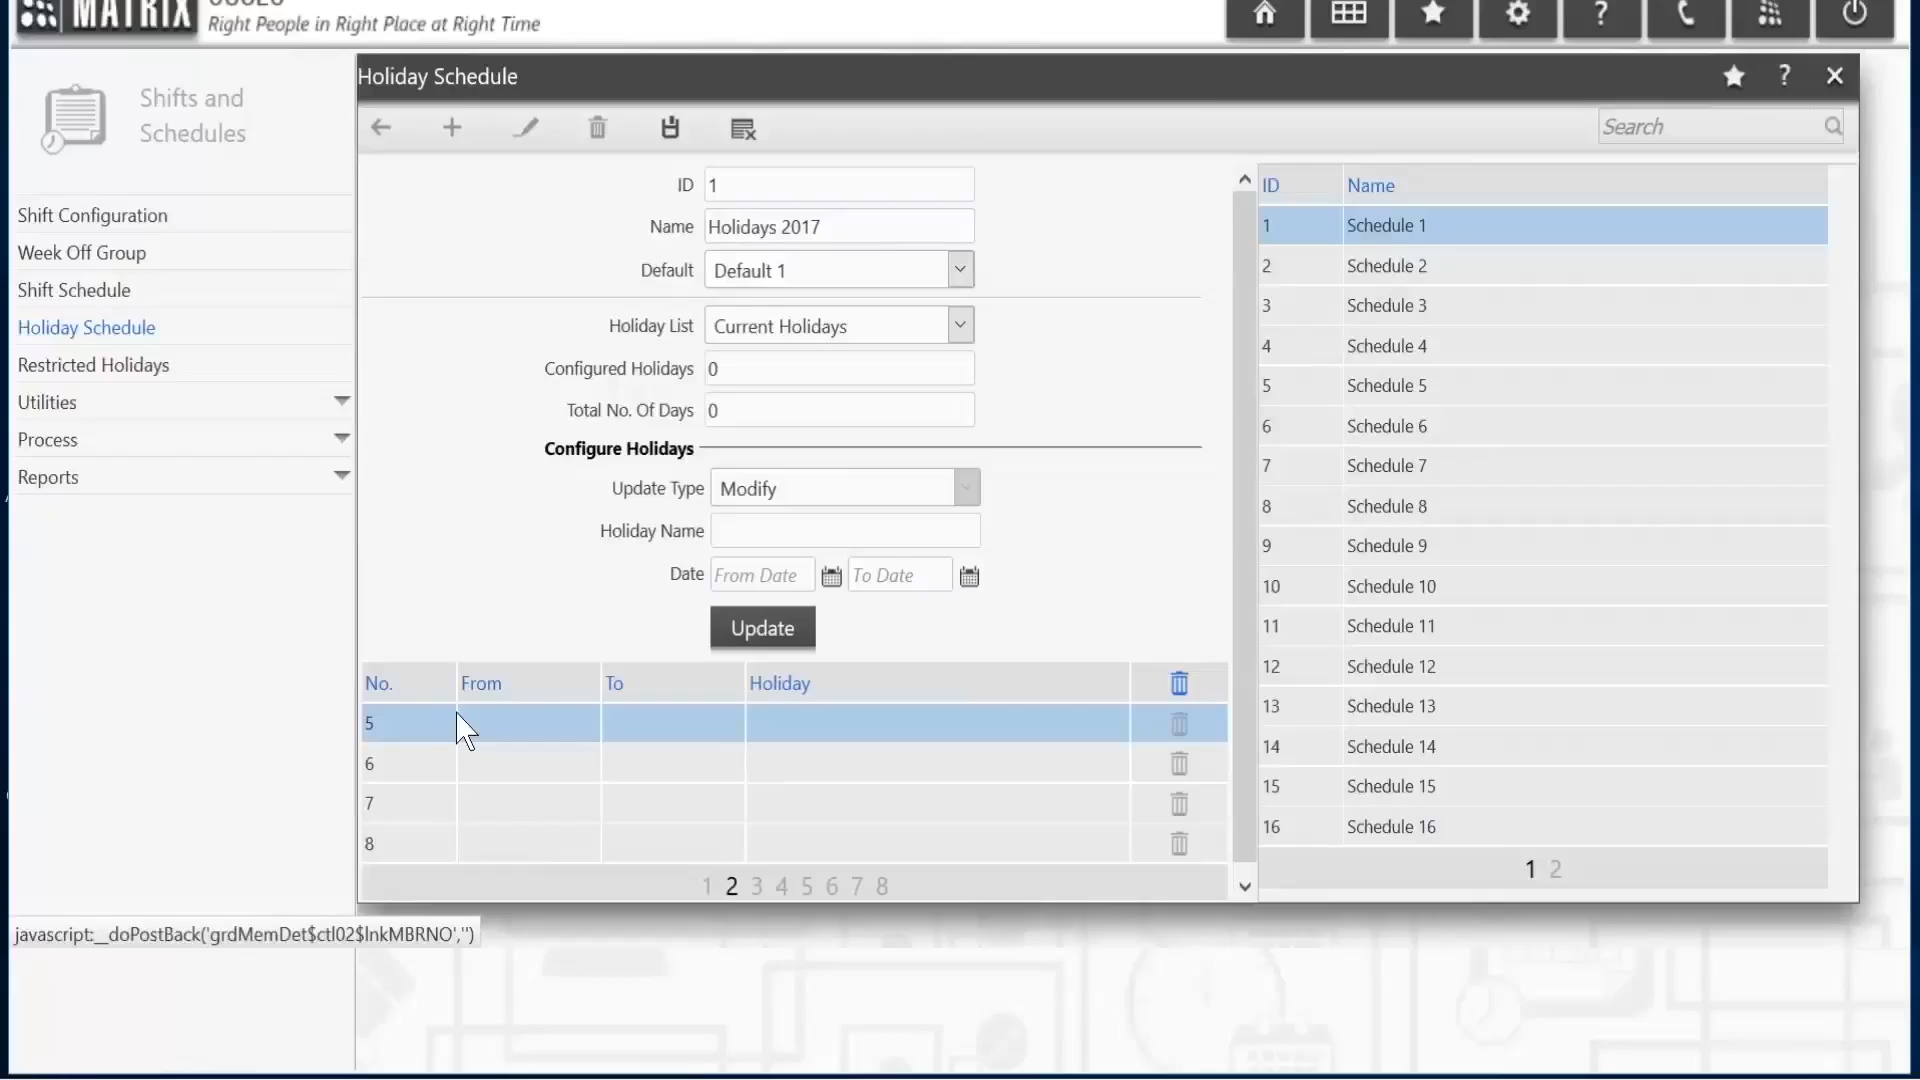 MATRIX
Right People in Right Place at Right Time
?
Shifts and
Schedules
Shift Configuration
Week Off Group
Shift Schedule
Holiday Schedule
Restricted Holidays
Utilities
Process
Reports
Holiday Schedule
?
Search
ID 1
Name Holidays 2017
Default Default 1
Holiday List Current Holidays
Configured Holidays 0
Total No. Of Days 0
Configure Holidays
Update Type Modify
Holiday Name
Date From Date To Date
Update
No. From To Holiday
5
6
7
8
1 2 3 4 5 6 7 8
ID Name
1 Schedule 1
2 Schedule 2
3 Schedule 3
4 Schedule 4
5 Schedule 5
6 Schedule 6
7 Schedule 7
8 Schedule 8
9 Schedule 9
10 Schedule 10
11 Schedule 11
12 Schedule 12
13 Schedule 13
14 Schedule 14
15 Schedule 15
16 Schedule 16
1 2
javascript:__doPostBack('grdMemDet$ctl02$lnkMBRNO','')